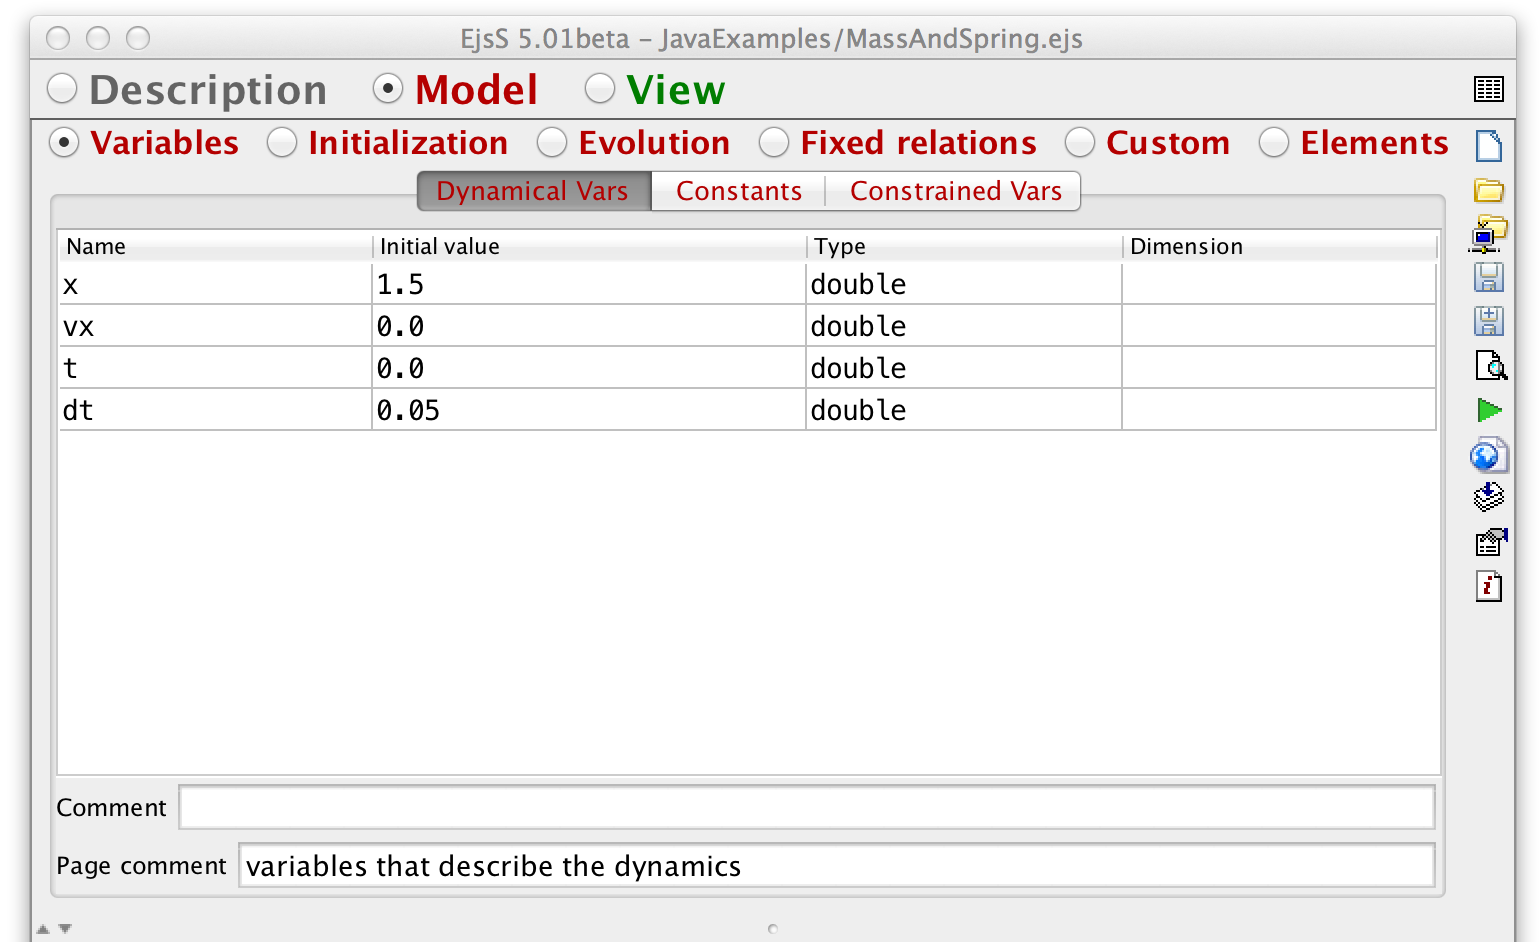 EjsS 5.01beta – JavaExamples/MassAndSpring.ejs
Description Model View
Variables Initialization Evolution Fixed relations Custom Elements
Dynamical Vars Constants Constrained Vars
Name Initial value Type Dimension
x 1.5 double
vx 0.0 double
t 0.0 double
dt 0.05 double
Comment
Page comment variables that describe the dynamics